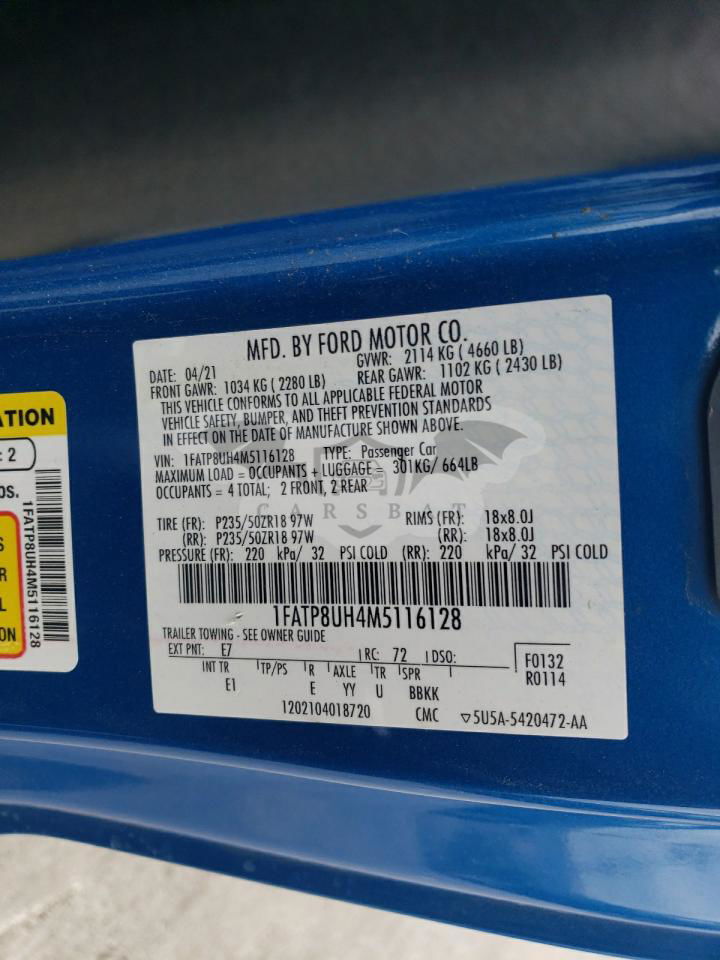 MFD. BY FORD MOTOR CO.
DATE: 04/21 GVWR: 2114 KG ( 4660 LB)
FRONT GAWR: 1034 KG ( 2280 LB) REAR GAWR: 1102 KG ( 2430 LB)
THIS VEHICLE CONFORMS TO ALL APPLICABLE FEDERAL MOTOR
VEHICLE SAFETY, BUMPER, AND THEFT PREVENTION STANDARDS
IN EFFECT ON THE DATE OF MANUFACTURE SHOWN ABOVE.
VIN: 1FATP8UH4M5116128 TYPE: Passenger Car
MAXIMUM LOAD = OCCUPANTS + LUGGAGE = 301KG/ 664LB
OCCUPANTS = 4 TOTAL; 2 FRONT, 2 REAR
CARSBAT
TIRE (FR): P235/50ZR18 97W RIMS (FR): 18x8.0J
(RR): P235/50ZR18 97W (RR): 18x8.0J
PRESSURE (FR): 220 kPa/ 32 PSI COLD (RR): 220 kPa/ 32 PSI COLD
1FATP8UH4M5116128
TRAILER TOWING - SEE OWNER GUIDE
EXT PNT: E7 RC: 72 DSO: F0132
INT TR TP/PS R AXLE TR SPR R0114
E1 E YY U BBKK
1202104018720 CMC ▽5U5A-5420472-AA
ATION
: 2
os.
S
R
L
ON
1FATP8UH4M5116128